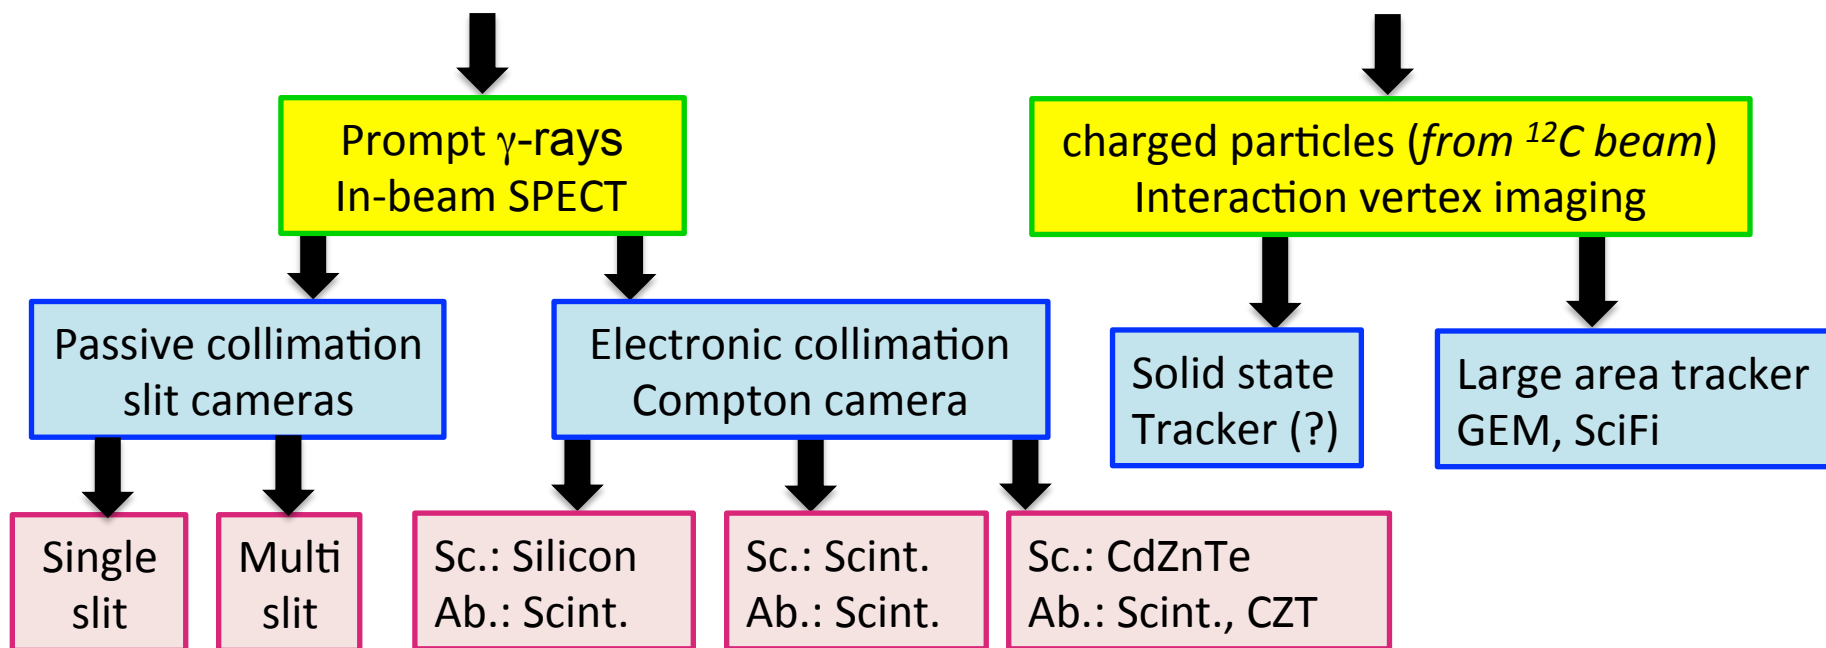 Prompt γ-rays
In-beam SPECT
charged particles (from ¹²C beam)
Interaction vertex imaging
Passive collimation
slit cameras
Electronic collimation
Compton camera
Solid state
Tracker (?)
Large area tracker
GEM, SciFi
Single
slit
Multi
slit
Sc.: Silicon
Ab.: Scint.
Sc.: Scint.
Ab.: Scint.
Sc.: CdZnTe
Ab.: Scint., CZT